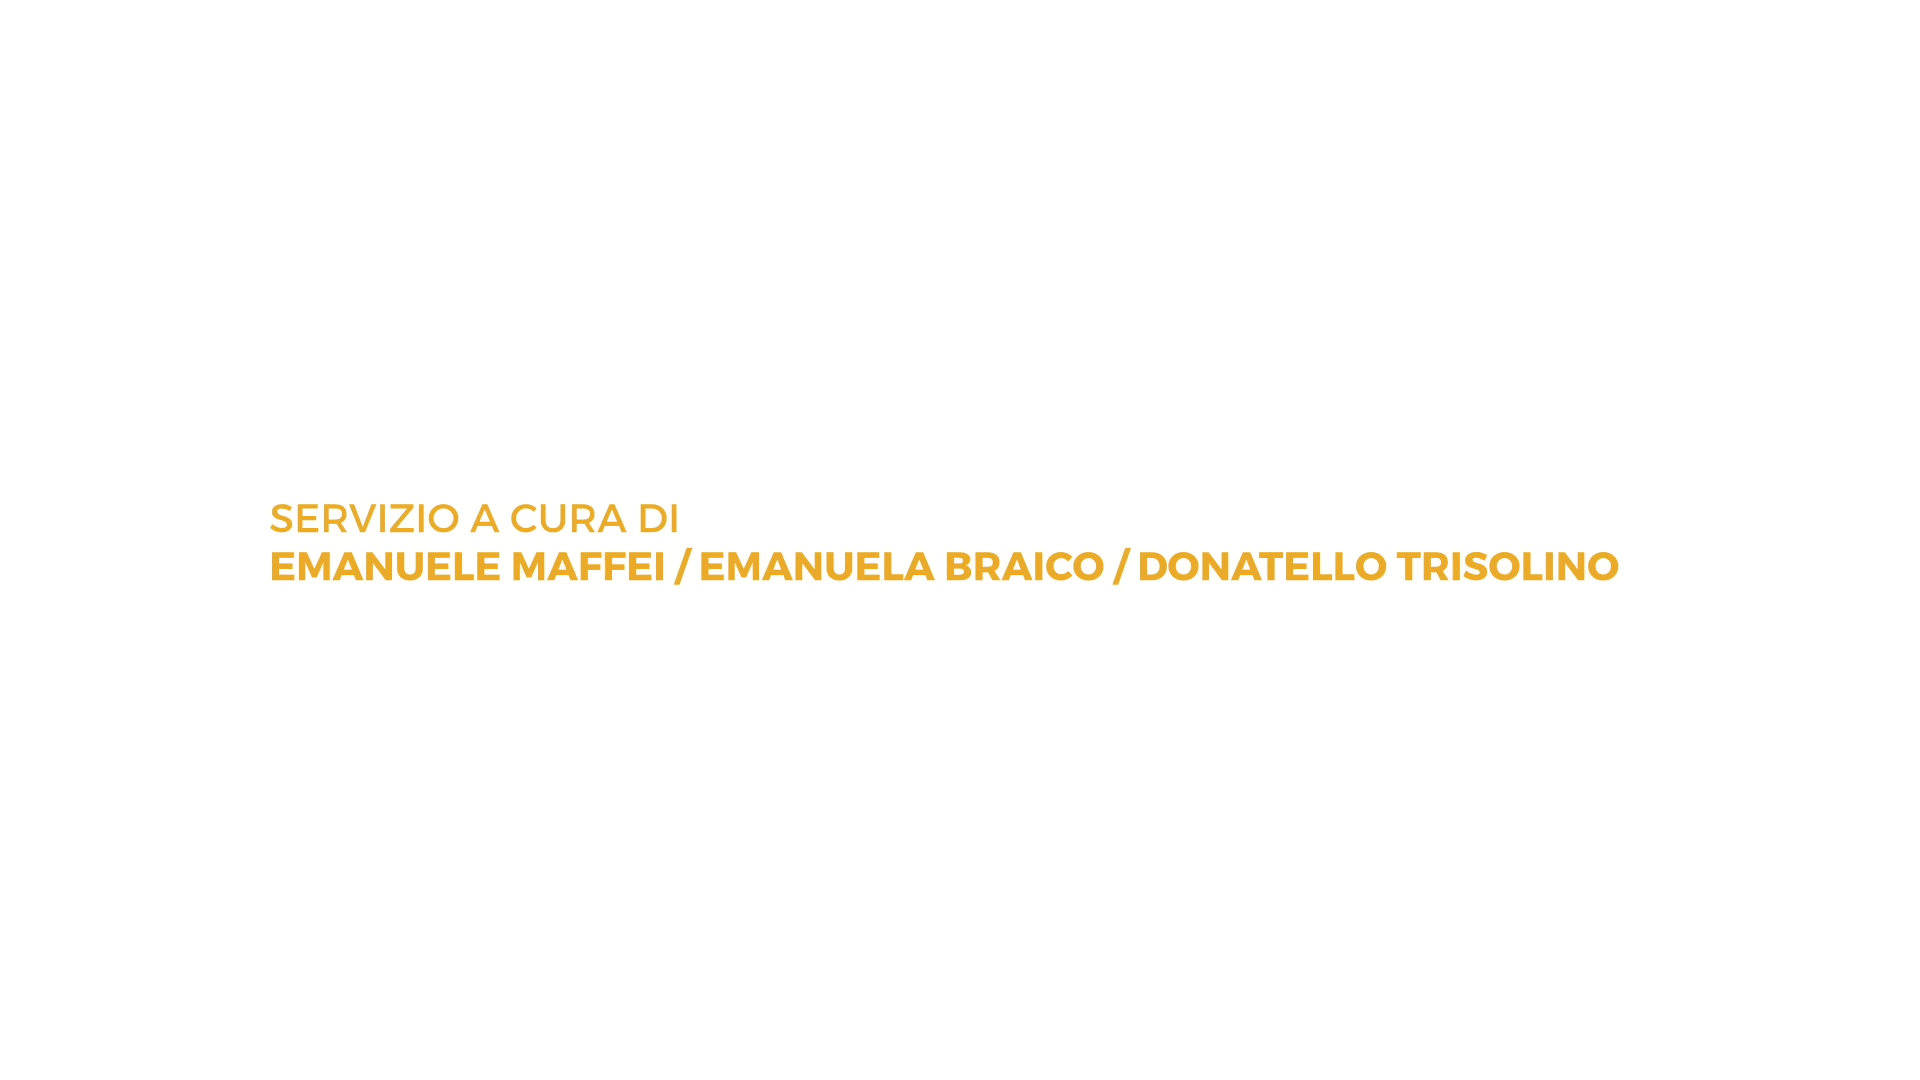 SERVIZIO A CURA DI
EMANUELE MAFFEI / EMANUELA BRAICO / DONATELLO TRISOLINO